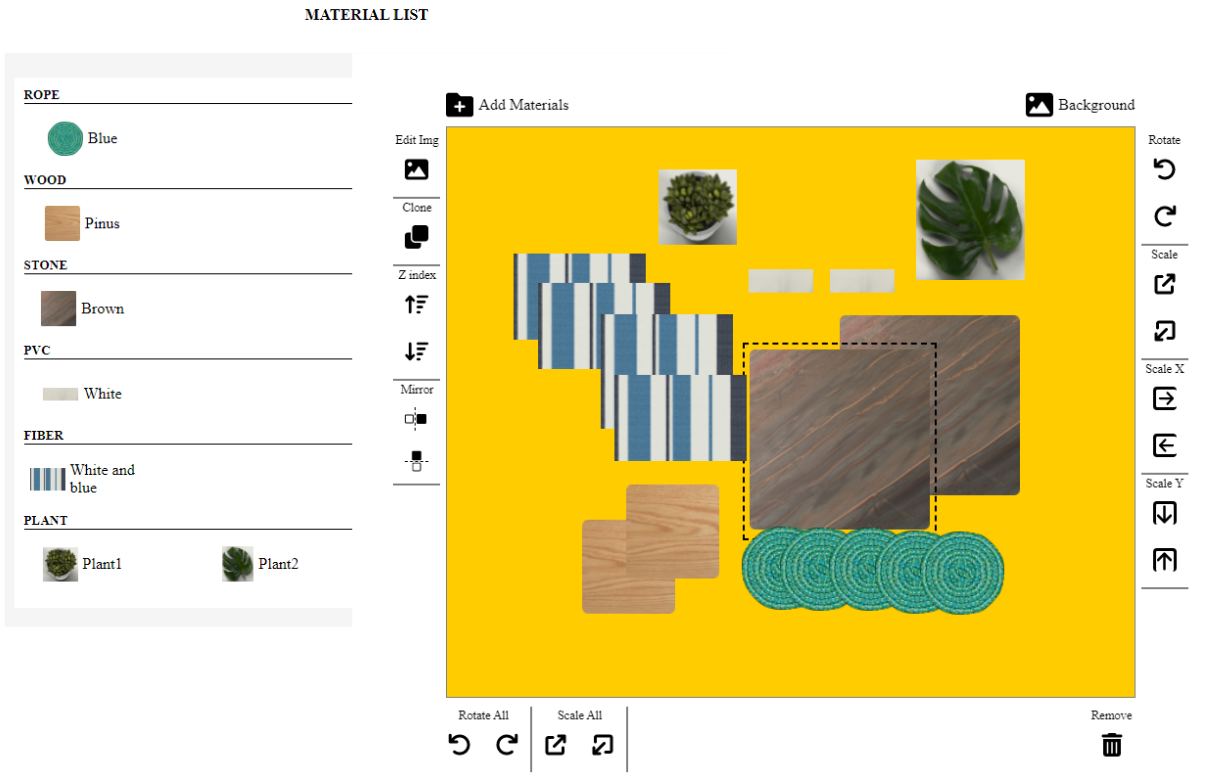 MATERIAL LIST
ROPE
Blue
WOOD
Pinus
STONE
Brown
PVC
White
FIBER
White and
blue
PLANT
Plant1
Plant2
Add Materials
Background
Edit Img
Clone
Z index
Mirror
Rotate
Scale
Scale X
Scale Y
Rotate All
Scale All
Remove